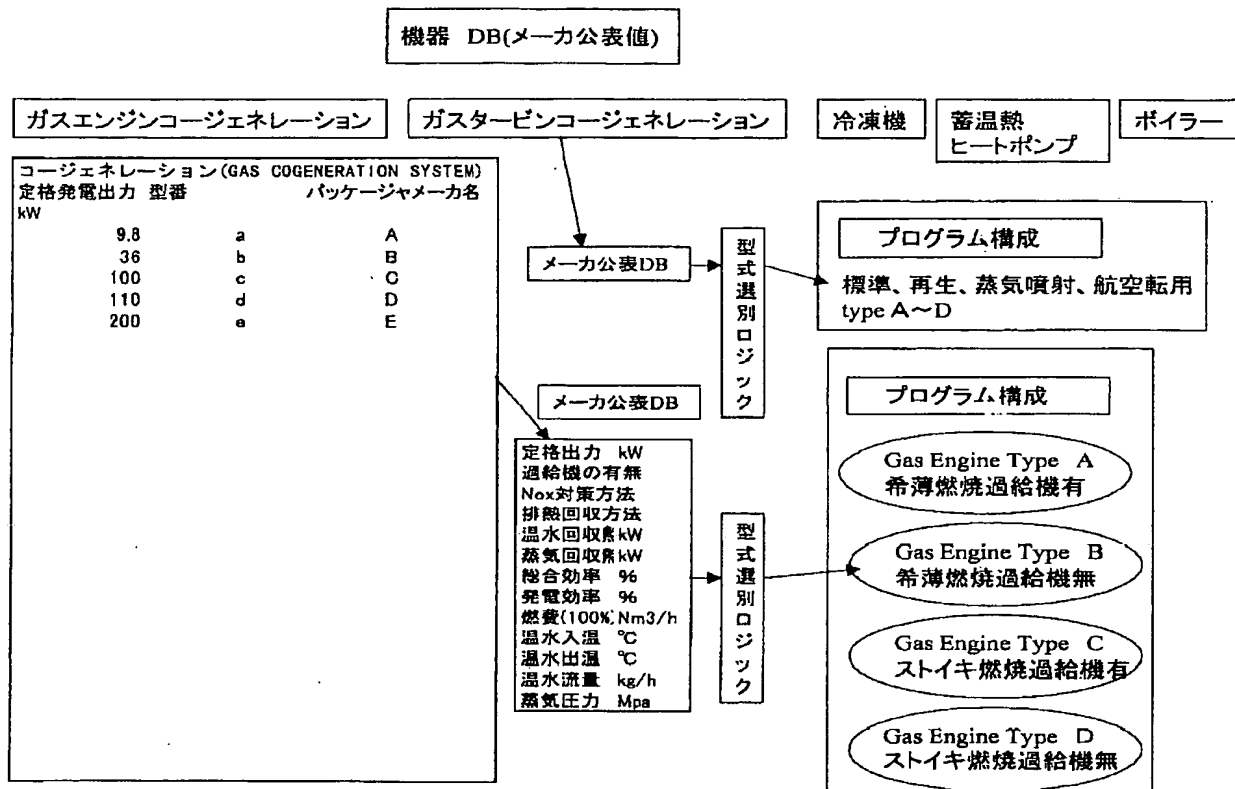 機器 DB(メーカ公表値)
ガスエンジンコージェネレーション
ガスタービンコージェネレーション
冷凍機
蓄温熱
ヒートポンプ
ボイラー
コージェネレーション(GAS COGENERATION SYSTEM)
定格発電出力 型番 パッケージャメーカ名
kW
9.8 a A
36 b B
100 c C
110 d D
200 e E
メーカ公表DB
型式選別ロジック
プログラム構成
標準、再生、蒸気噴射、航空転用
type A〜D
メーカ公表DB
定格出力 kW
過給機の有無
Nox対策方法
排熱回収方法
温水回収熱kW
蒸気回収熱kW
総合効率 %
発電効率 %
燃費(100%)Nm3/h
温水入温 ℃
温水出温 ℃
温水流量 kg/h
蒸気圧力 Mpa
型式選別ロジック
プログラム構成
Gas Engine Type A
希薄燃焼過給機有
Gas Engine Type B
希薄燃焼過給機無
Gas Engine Type C
ストイキ燃焼過給機有
Gas Engine Type D
ストイキ燃焼過給機無